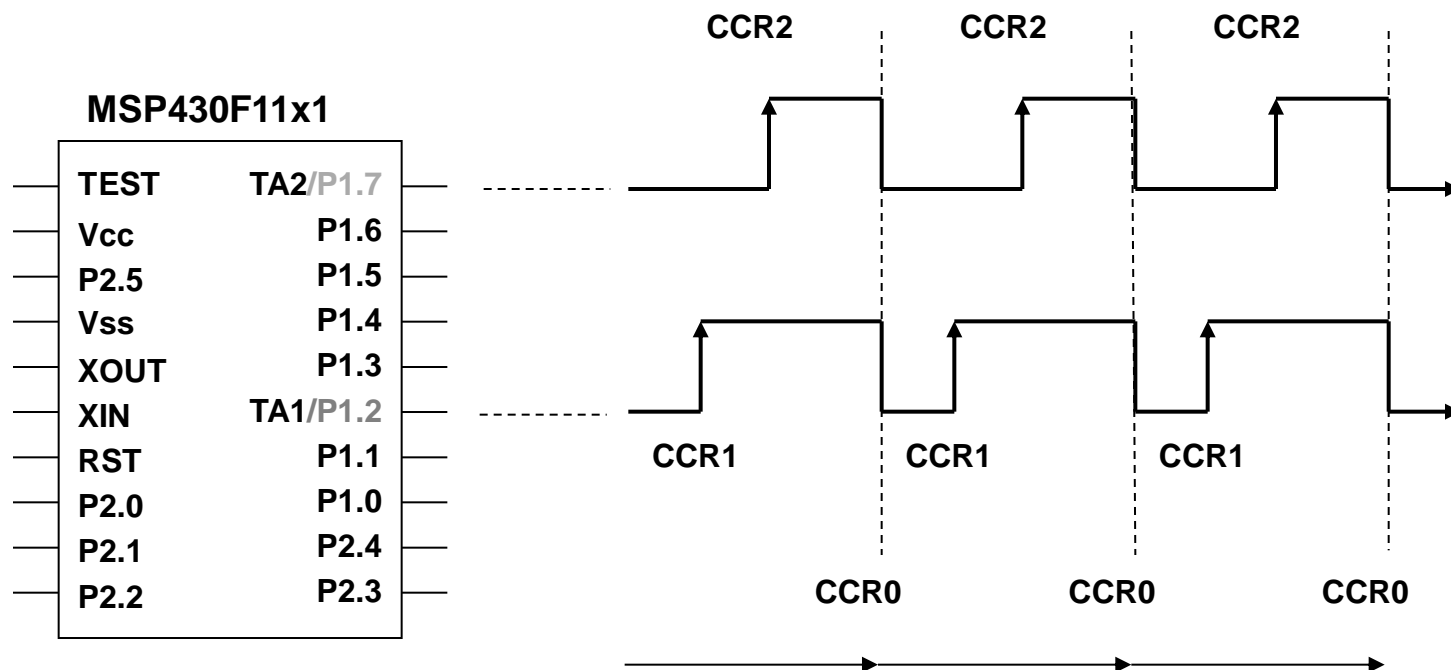 CCR2 CCR2 CCR2
MSP430F11x1
TEST TA2/P1.7
Vcc P1.6
P2.5 P1.5
Vss P1.4
XOUT P1.3
XIN TA1/P1.2
RST P1.1
CCR1 CCR1 CCR1
P2.0 P1.0
P2.1 P2.4
P2.2 P2.3
CCR0 CCR0 CCR0